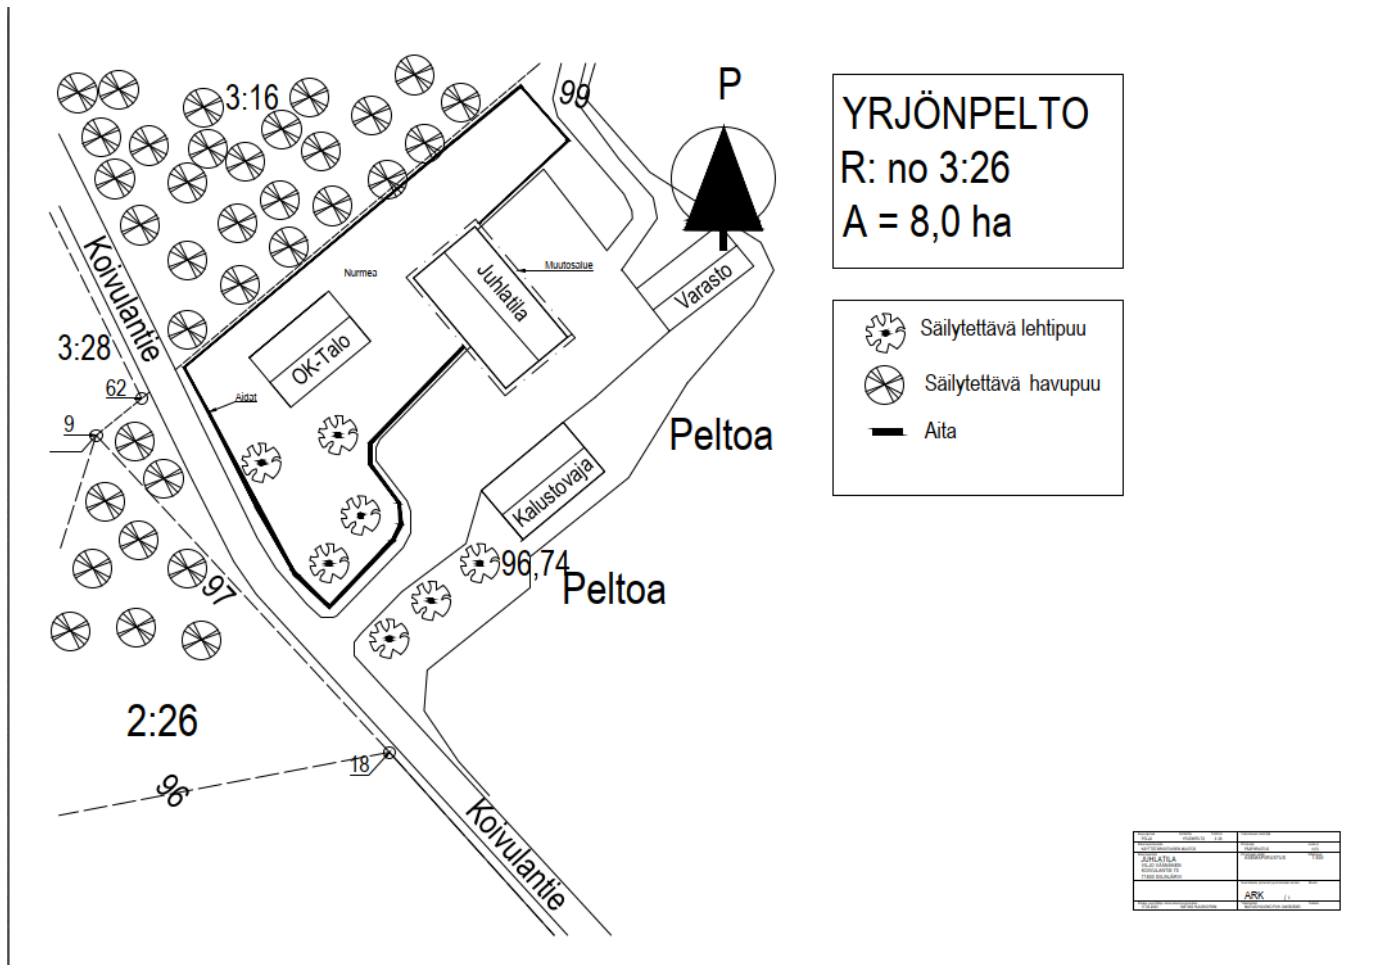 P
99
3:16
YRJÖNPELTO
R: no 3:26
A = 8,0 ha
Koivulantie
Nurmea
Juhlatila
Muutosalue
Varasto
3:28
OK-Talo
62
Aidat
9
Säilytettävä lehtipuu
Säilytettävä havupuu
Aita
Peltoa
Kalustovaja
96,74
Peltoa
97
2:26
18
96
Koivulantie
JUHLATILA
ARK